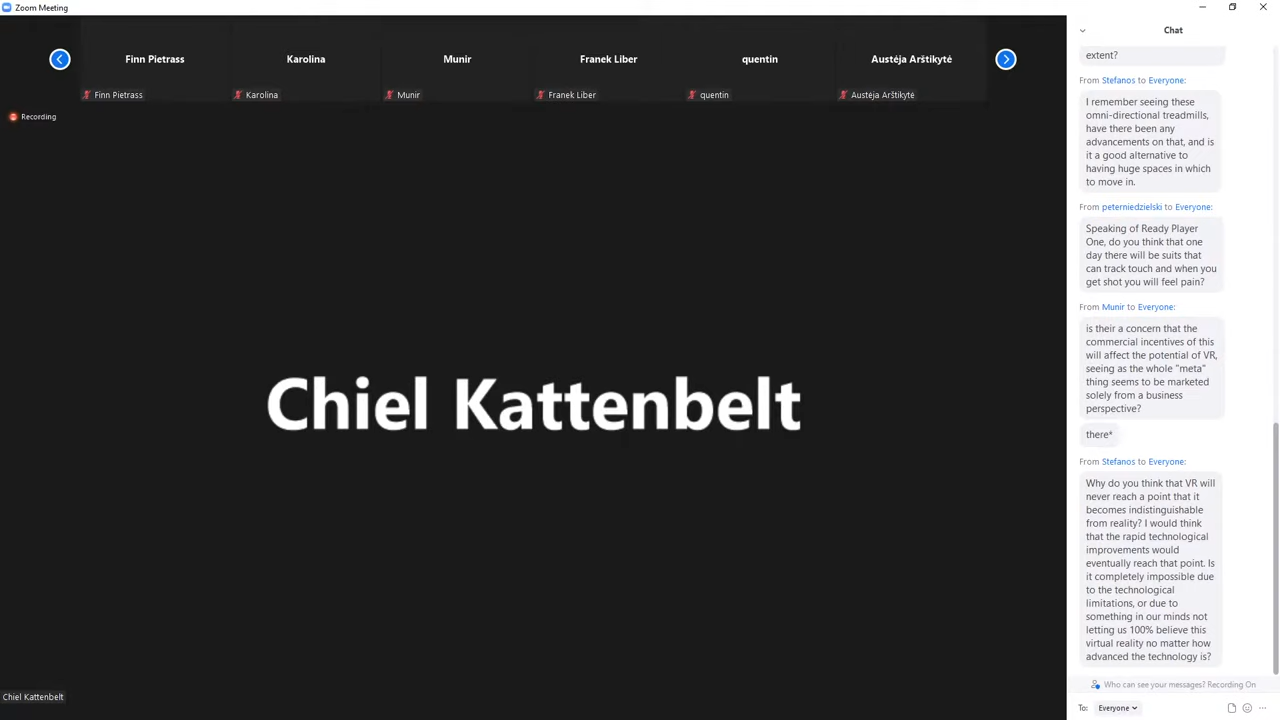 Zoom Meeting
Finn Pietrass
Karolina
Munir
Franek Liber
quentin
Austėja Arštikytė
Finn Pietrass
Karolina
Munir
Franek Liber
quentin
Austėja Arštikytė
Recording
Chiel Kattenbelt
Chiel Kattenbelt
Chat
extent?
From Stefanos to Everyone:
I remember seeing these
omni-directional treadmills,
have there been any
advancements on that, and is
it a good alternative to
having huge spaces in which
to move in.
From peterniedzielski to Everyone:
Speaking of Ready Player
One, do you think that one
day there will be suits that
can track touch and when you
get shot you will feel pain?
From Munir to Everyone:
is their a concern that the
commercial incentives of this
will affect the potential of VR,
seeing as the whole "meta"
thing seems to be marketed
solely from a business
perspective?
there*
From Stefanos to Everyone:
Why do you think that VR will
never reach a point that it
becomes indistinguishable
from reality? I would think
that the rapid technological
improvements would
eventually reach that point. Is
it completely impossible due
to the technological
limitations, or due to
something in our minds not
letting us 100% believe this
virtual reality no matter how
advanced the technology is?
Who can see your messages? Recording On
To: Everyone